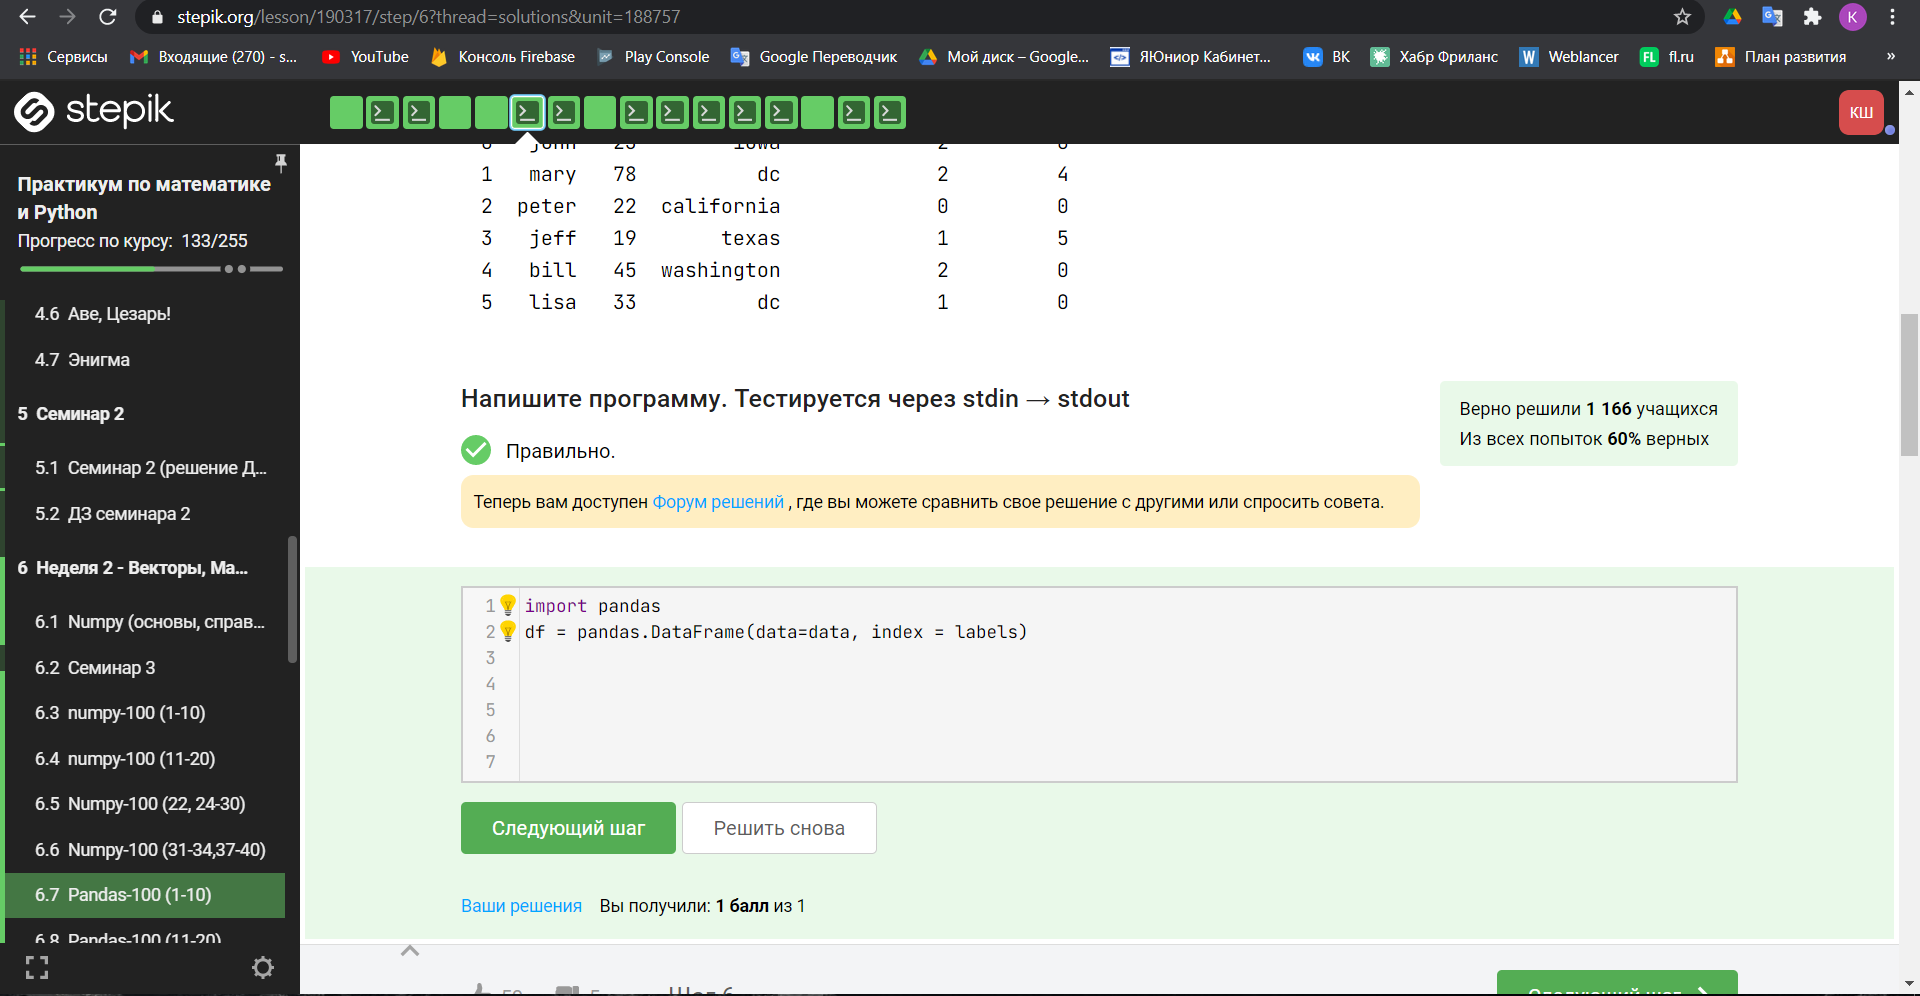 stepik.org/lesson/190317/step/6?thread=solutions&unit=188757
K
Сервисы
Входящие (270) - s...
YouTube
Консоль Firebase
Play Console
Google Переводчик
Мой диск – Google...
ЯЮниор Кабинет...
ВК
Хабр Фриланс
Weblancer
fl.ru
План развития
»
stepik
КШ
Практикум по математике
и Python
Прогресс по курсу: 133/255
4.6 Аве, Цезарь!
4.7 Энигма
5 Семинар 2
5.1 Семинар 2 (решение Д...
5.2 ДЗ семинара 2
6 Неделя 2 - Векторы, Ма...
6.1 Numpy (основы, справ...
6.2 Семинар 3
6.3 numpy-100 (1-10)
6.4 numpy-100 (11-20)
6.5 Numpy-100 (22, 24-30)
6.6 Numpy-100 (31-34,37-40)
6.7 Pandas-100 (1-10)
6.8 Pandas-100 (11-20)
john 23 iowa 2
1 mary 78 dc 2 4
2 peter 22 california 0 0
3 jeff 19 texas 1 5
4 bill 45 washington 2 0
5 lisa 33 dc 1 0
Напишите программу. Тестируется через stdin → stdout
Правильно.
Теперь вам доступен Форум решений , где вы можете сравнить свое решение с другими или спросить совета.
Верно решили 1 166 учащихся
Из всех попыток 60% верных
1 import pandas
2 df = pandas.DataFrame(data=data, index = labels)
3
4
5
6
7
Следующий шаг
Решить снова
Ваши решения Вы получили: 1 балл из 1
Шаг 6
Следующий шаг